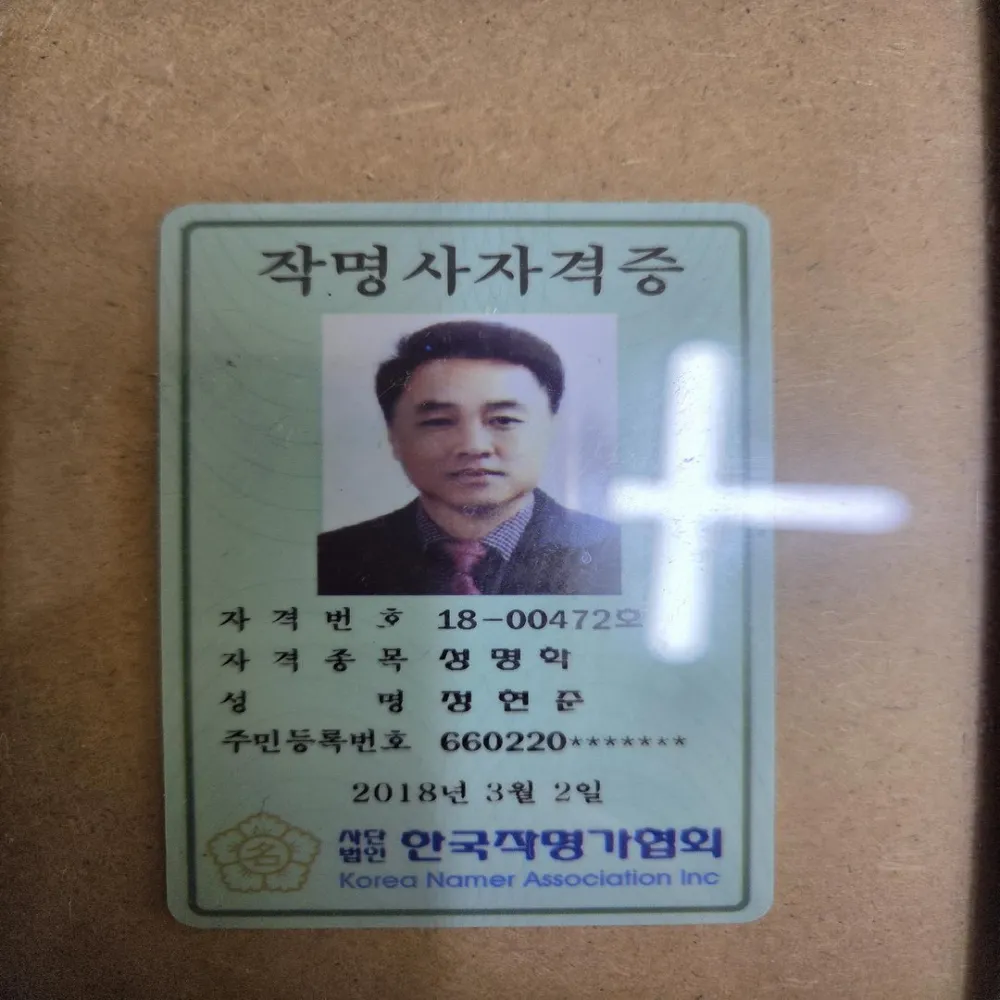 작명사자격증
자격번호 18-00472호
자격종목 성명학
성명 정현준
주민등록번호 660220*******
2018년 3월 2일
名
사단법인 한국작명가협회
Korea Namer Association Inc